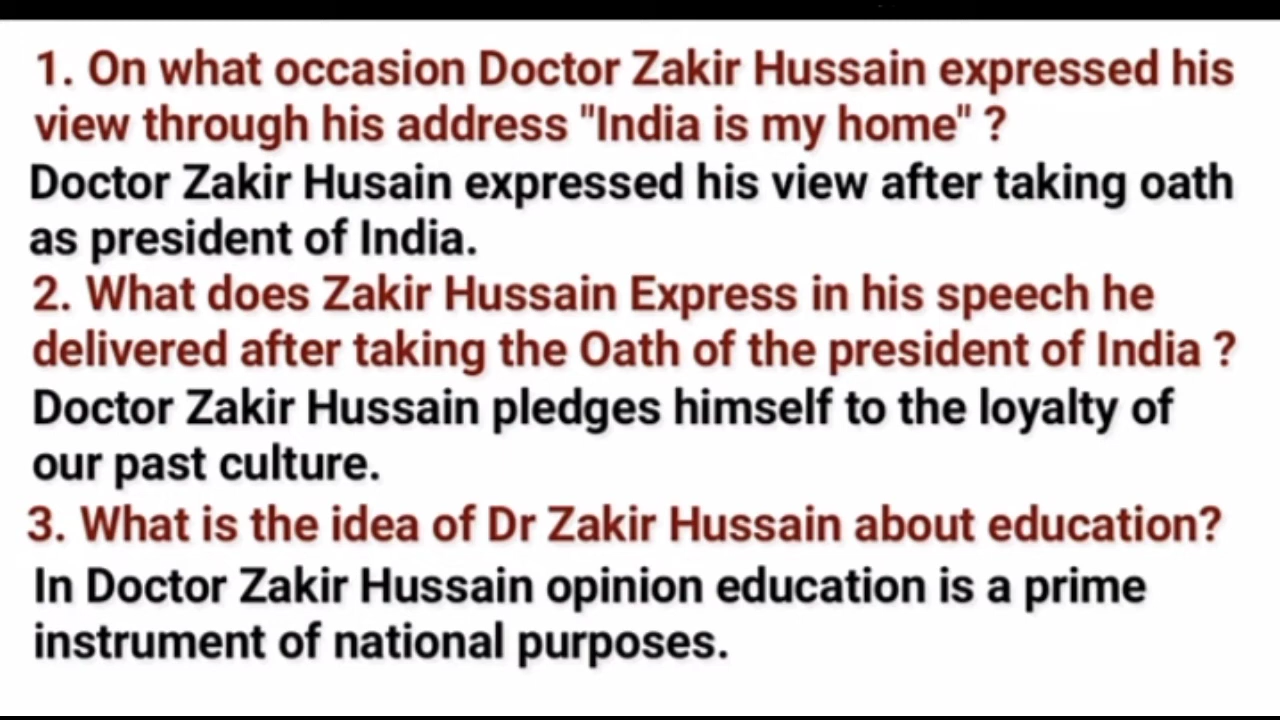 1. On what occasion Doctor Zakir Hussain expressed his
view through his address "India is my home" ?
Doctor Zakir Husain expressed his view after taking oath
as president of India.
2. What does Zakir Hussain Express in his speech he
delivered after taking the Oath of the president of India ?
Doctor Zakir Hussain pledges himself to the loyalty of
our past culture.
3. What is the idea of Dr Zakir Hussain about education?
In Doctor Zakir Hussain opinion education is a prime
instrument of national purposes.